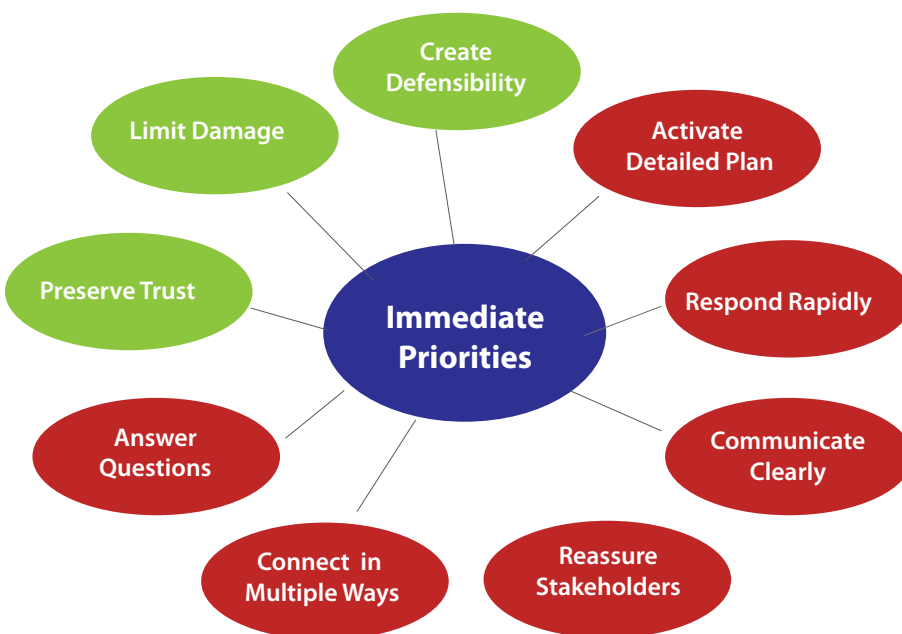 Create
Defensibility
Limit Damage
Activate
Detailed Plan
Preserve Trust
Immediate
Priorities
Respond Rapidly
Answer
Questions
Communicate
Clearly
Connect in
Multiple Ways
Reassure
Stakeholders